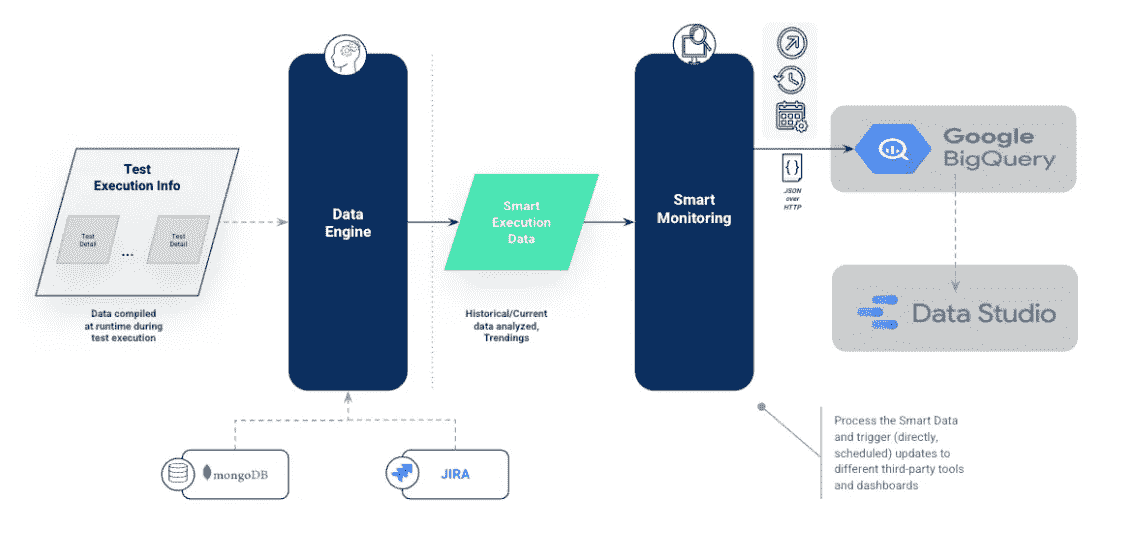 Test
Execution Info
Test
Detail
...
Test
Detail
Data compiled
at runtime during
test execution
Data
Engine
mongoDB
JIRA
Smart
Execution
Data
Historical/Current
data analyzed,
Trendings
Smart
Monitoring
{}
JSON
over
HTTP
Google
BigQuery
Data Studio
Process the Smart Data
and trigger (directly,
scheduled) updates to
different third-party tools
and dashboards